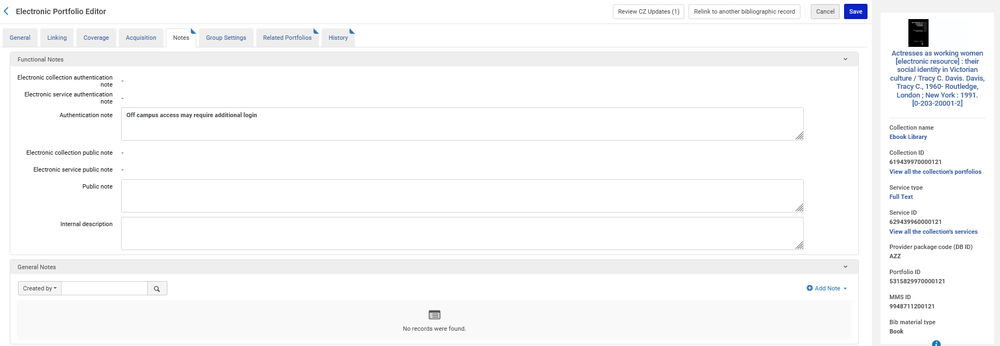 Electronic Portfolio Editor
Review CZ Updates (1)
Relink to another bibliographic record
Cancel
Save
General
Linking
Coverage
Acquisition
Notes
Group Settings
Related Portfolios
History
Functional Notes
Electronic collection authentication
note
-
Electronic service authentication
note
-
Authentication note
Off campus access may require additional login
Electronic collection public note
-
Electronic service public note
-
Public note
Internal description
General Notes
Created by
Add Note
No records were found.
Actresses as working women
[electronic resource] : their
social identity in Victorian
culture / Tracy C. Davis. Davis,
Tracy C., 1960- Routledge,
London ; New York : 1991.
[0-203-20001-2]
Collection name
Ebook Library
Collection ID
619439970000121
View all the collection's portfolios
Service type
Full Text
Service ID
629439960000121
View all the collection's services
Provider package code (DB ID)
AZZ
Portfolio ID
5315829970000121
MMS ID
9948711200121
Bib material type
Book